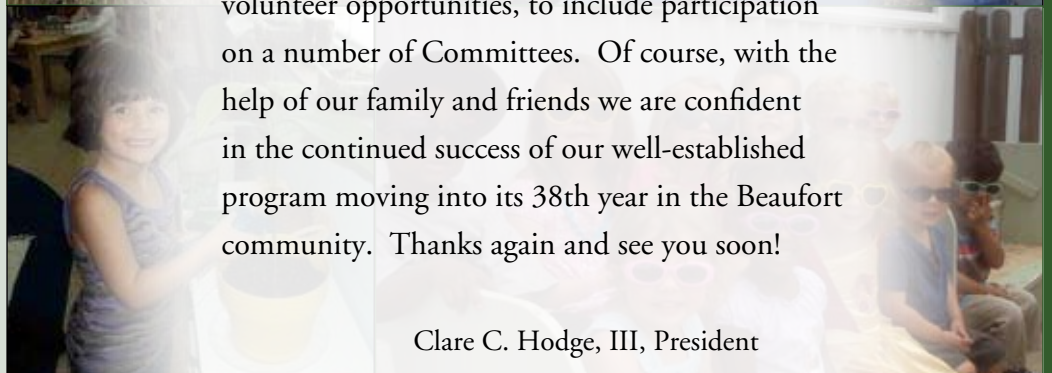 volunteer opportunities, to include participation
on a number of Committees.  Of course, with the
help of our family and friends we are confident
in the continued success of our well-established
program moving into its 38th year in the Beaufort
community.  Thanks again and see you soon!
Clare C. Hodge, III, President